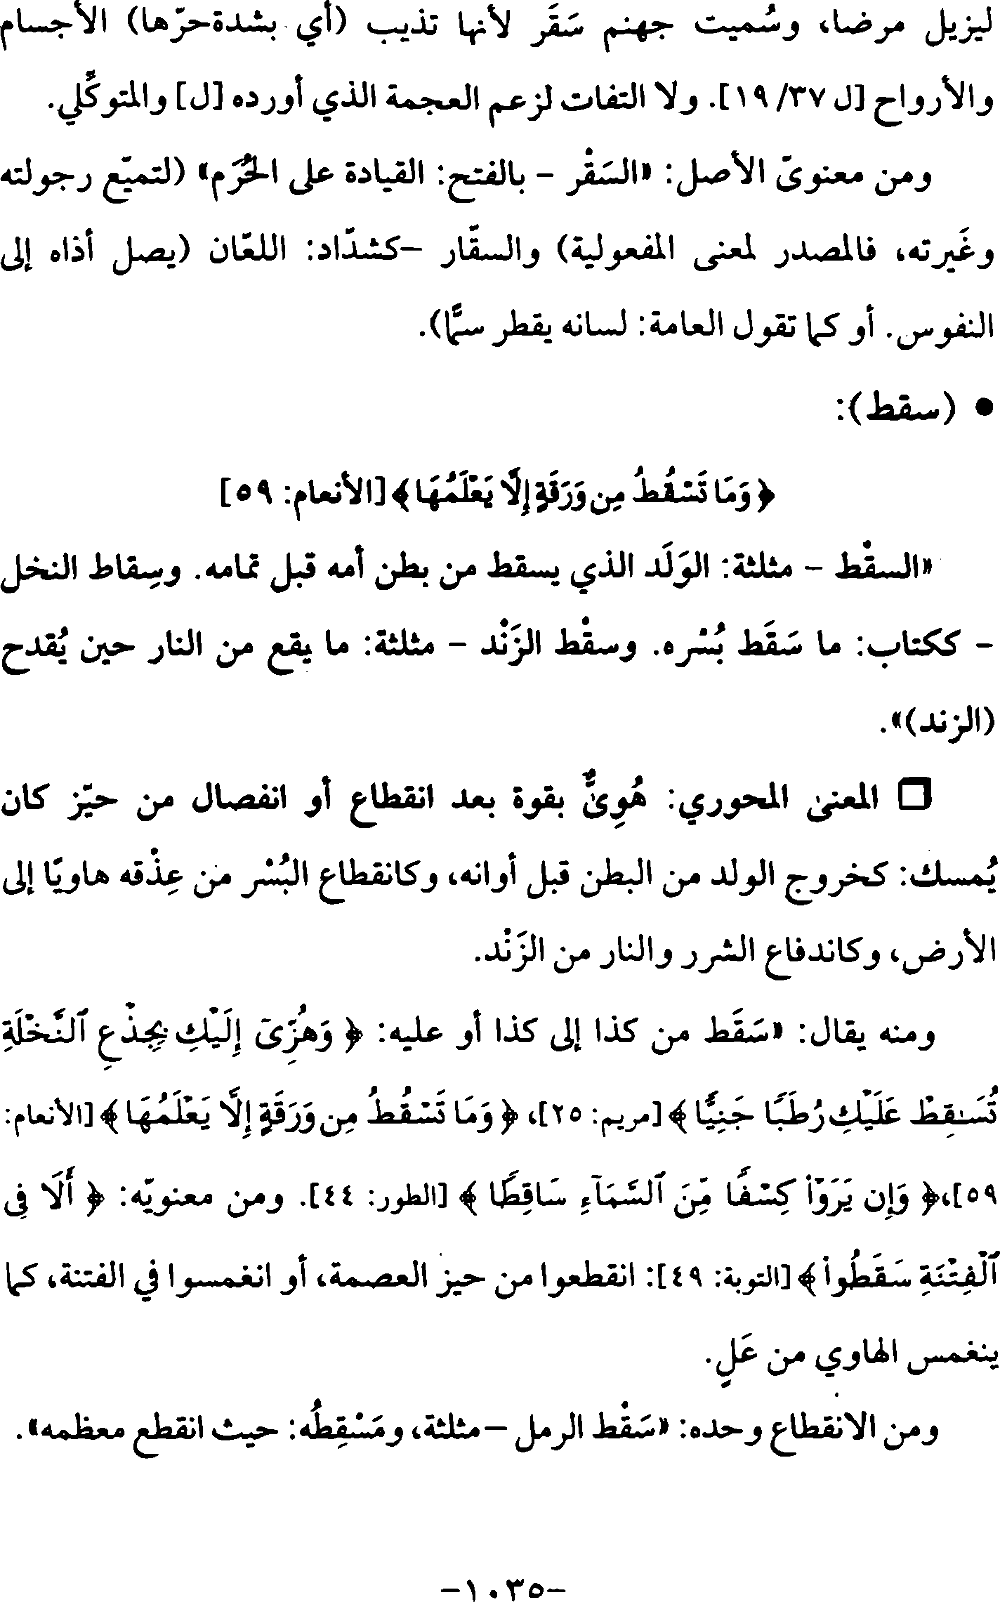 ليزيل مرضا، وسُميت جهنم سَقَر لأنها تذيب (أي بشدةحرّها) الأجسام
والأرواح [ل ٣٧/ ١٩]. ولا التفات لزعم العجمة الذي أورده [ل] والمتوكِّلي.
ومن معنويّ الأصل: «السَقْر – بالفتح: القيادة على الحُرَم» (لتميّع رجولته
وغَيرته، فالمصدر لمعنى المفعولية) والسقّار –كشدّاد: اللعّان (يصل أذاه إلى
النفوس. أو كما تقول العامة: لسانه يقطر سمًّا).
• (سقط):
﴿ وَمَا تَسْقُطُ مِن وَرَقَةٍ إِلَّا يَعْلَمُهَا ﴾ [الأنعام: ٥٩]
«السقْط – مثلثة: الوَلَد الذي يسقط من بطن أمه قبل تمامه. وسِقاط النخل
– ككتاب: ما سَقَط بُسْره. وسقْط الزَنْد – مثلثة: ما يقع من النار حين يُقدح
(الزند)».
❒ المعنى المحوري: هُوِىٌّ بقوة بعد انقطاع أو انفصال من حيّز كان
يُمسك: كخروج الولد من البطن قبل أوانه، وكانقطاع البُسْر من عِذْقه هاويًا إلى
الأرض، وكاندفاع الشرر والنار من الزَنْد.
ومنه يقال: «سَقَط من كذا إلى كذا أو عليه: ﴿ وَهُزِّىٓ إِلَيْكِ بِجِذْعِ ٱلنَّخْلَةِ
تُسَـٰقِطْ عَلَيْكِ رُطَبًا جَنِيًّا ﴾ [مريم: ٢٥]، ﴿ وَمَا تَسْقُطُ مِن وَرَقَةٍ إِلَّا يَعْلَمُهَا ﴾ [الأنعام:
٥٩]،﴿ وَإِن يَرَوْا۟ كِسْفًا مِّنَ ٱلسَّمَآءِ سَاقِطًا ﴾ [الطور: ٤٤]. ومن معنويّه: ﴿ أَلَا فِى
ٱلْفِتْنَةِ سَقَطُوا۟ ﴾ [التوبة: ٤٩]: انقطعوا من حيز العصمة، أو انغمسوا في الفتنة، كما
ينغمس الهاوي من عَلٍ.
ومن الانقطاع وحده: «سَقْط الرمل –مثلثة، ومَسْقِطُه: حيث انقطع معظمه».
-١٠٣٥-